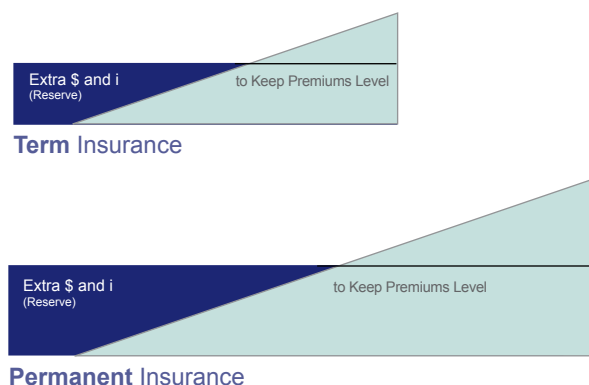 Extra $ and i
(Reserve)
to Keep Premiums Level
Term Insurance
Extra $ and i
(Reserve)
to Keep Premiums Level
Permanent Insurance